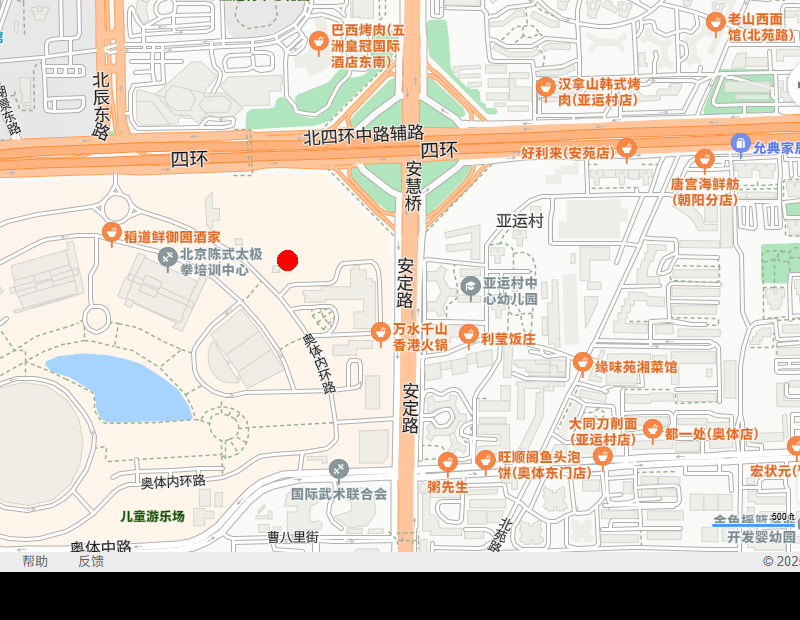 巴西烤肉(五
洲皇冠国际
酒店东南)
老山西面
馆(北苑路)
北辰东路
汉拿山韩式烤
肉(亚运村店)
北四环中路辅路
四环
四环
好利来(安苑店)
允典家居
安慧桥
唐宫海鲜舫
(朝阳分店)
亚运村
稻道鲜御园酒家
北京陈式太极
拳培训中心
安定路
亚运村中
心幼儿园
万水千山
香港火锅
利莹饭庄
奥体内环路
缘味苑湘菜馆
安定路
大同刀削面
(亚运村店)
都一处(奥体店)
旺顺阁鱼头泡
饼(奥体东门店)
宏状元(
粥先生
国际武术联合会
奥体内环路
儿童游乐场
曹八里街
北苑路
500 ft
金鱼摇篮
开发婴幼园
奥体中路
帮助
反馈
© 202